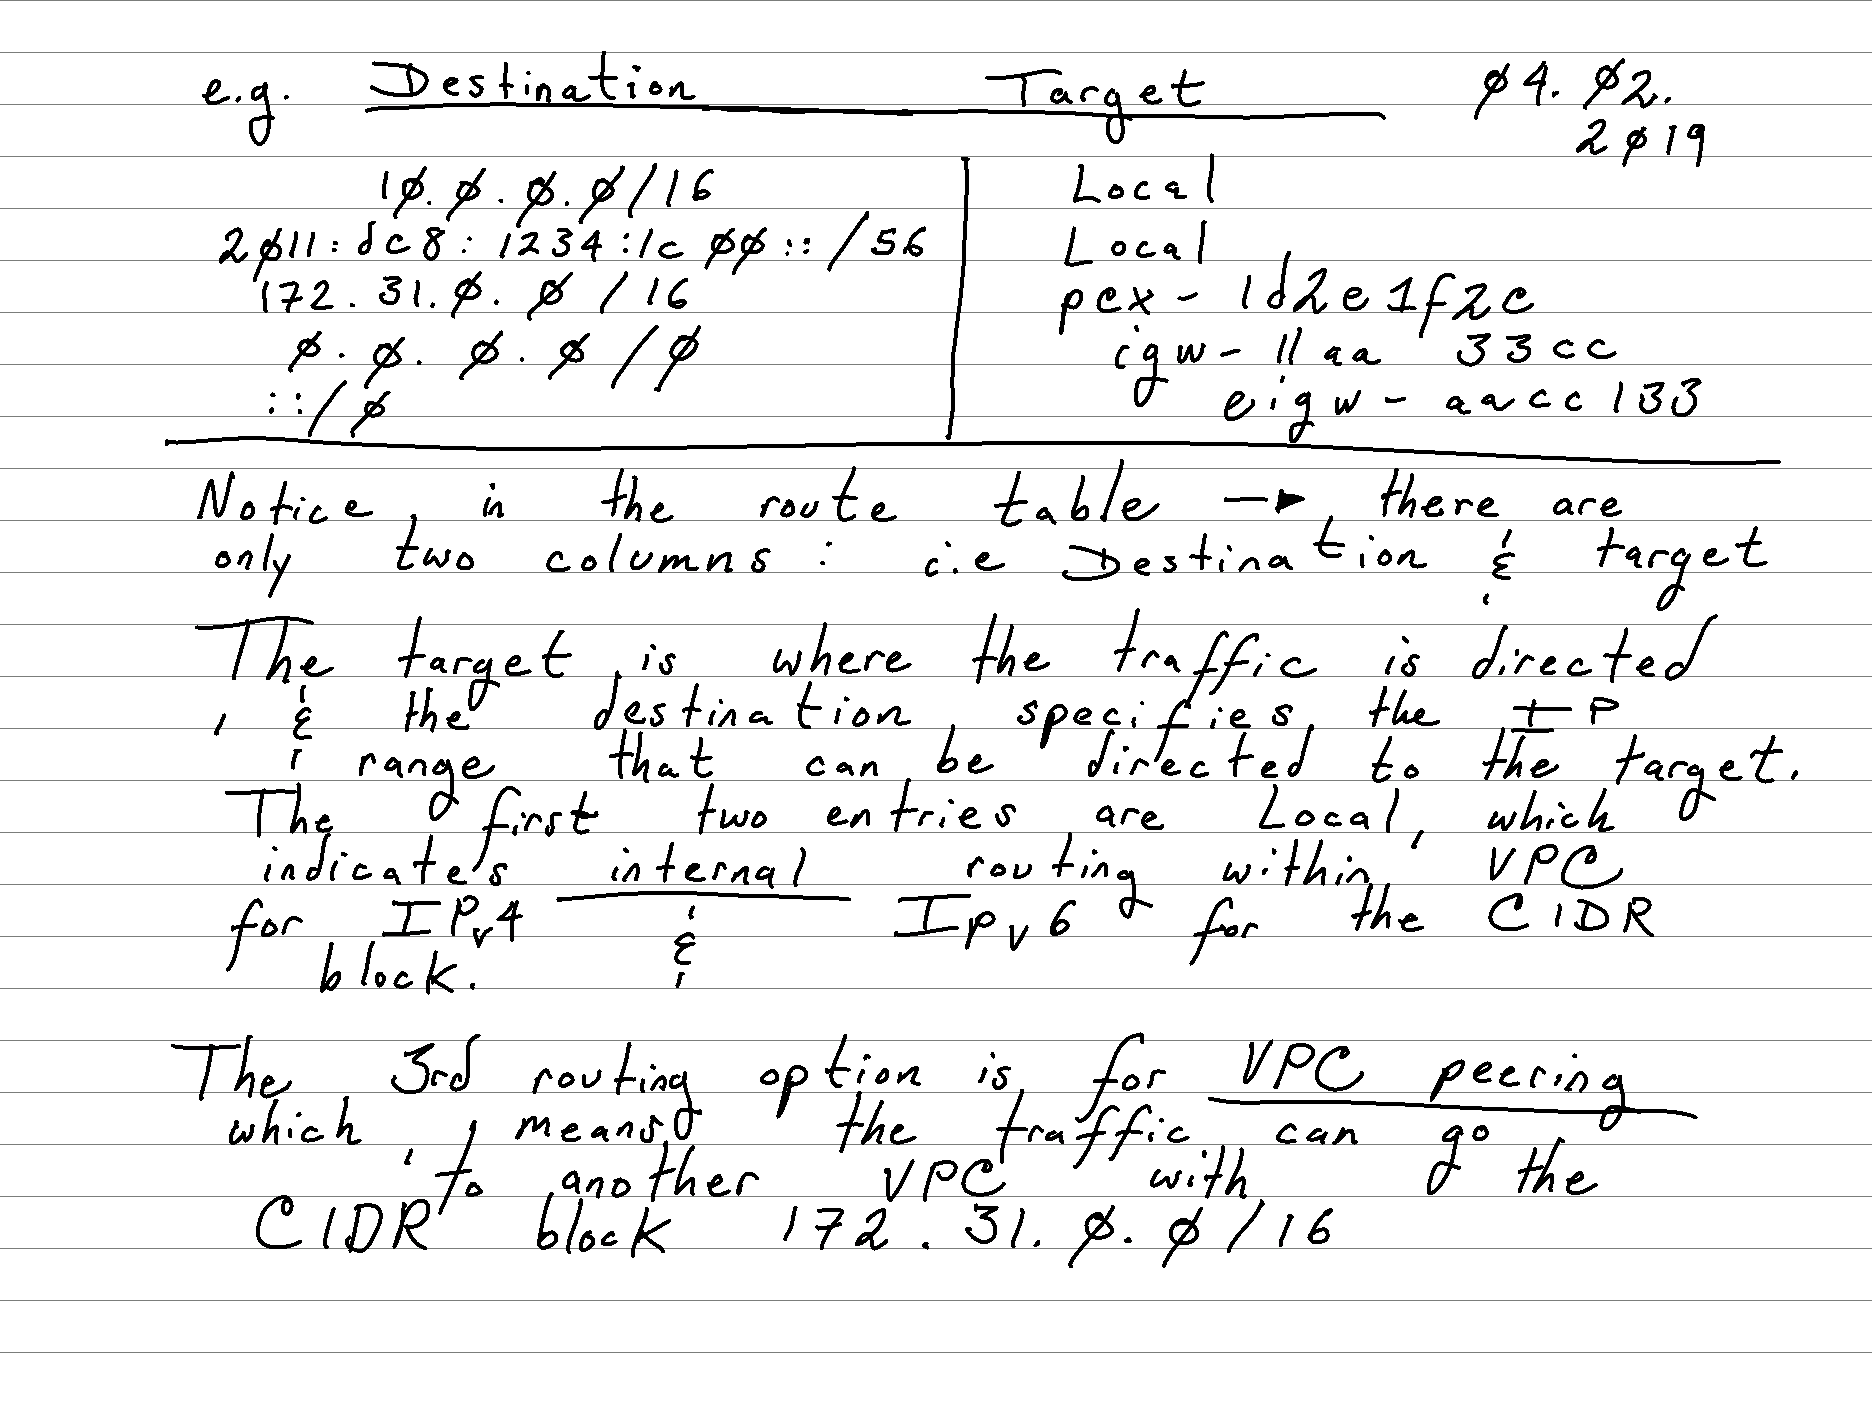 e.g. Destination Target Ø4. Ø2.
2Ø19
1Ø.Ø.Ø.Ø/16 Local
2Ø11:dc8:1234:1cØØ::/56 Local
172.31.Ø.Ø/16 pcx-1d2e1f2c
Ø.Ø.Ø.Ø/Ø igw-11aa33cc
::/Ø eigw-aacc133
Notice, in the route table → there are
only two columns: i.e Destination & target
The target is where the traffic is directed
, & the destination specifies the IP
range that can be directed to the target.
The first two entries are Local, which
indicates internal routing within VPC
for IPv4 & Ipv6 for the CIDR
block.
The 3rd routing option is for VPC peering
which, means the traffic can go
to another VPC with the
CIDR block 172.31.Ø.Ø/16